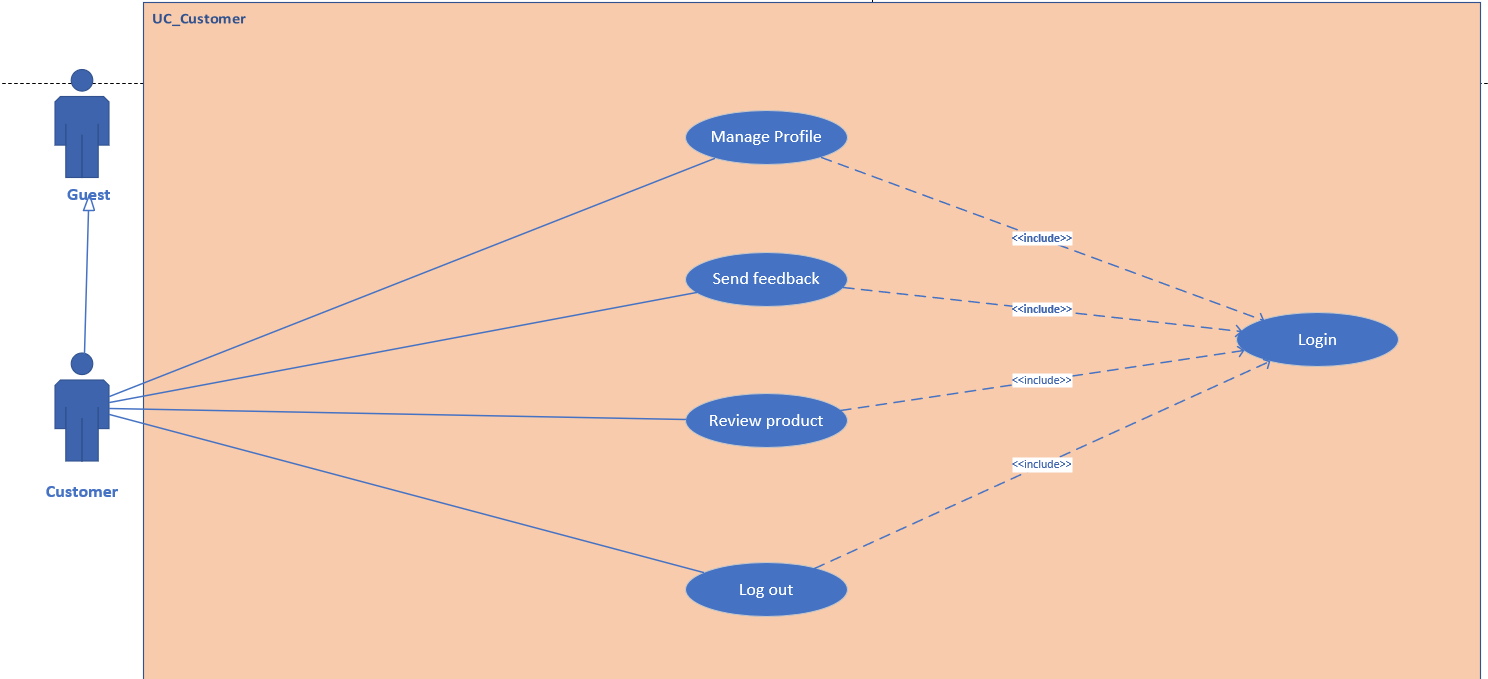 UC_Customer
Guest
Manage Profile
<<include>>
Send feedback
<<include>>
Login
<<include>>
Review product
<<include>>
Customer
Log out